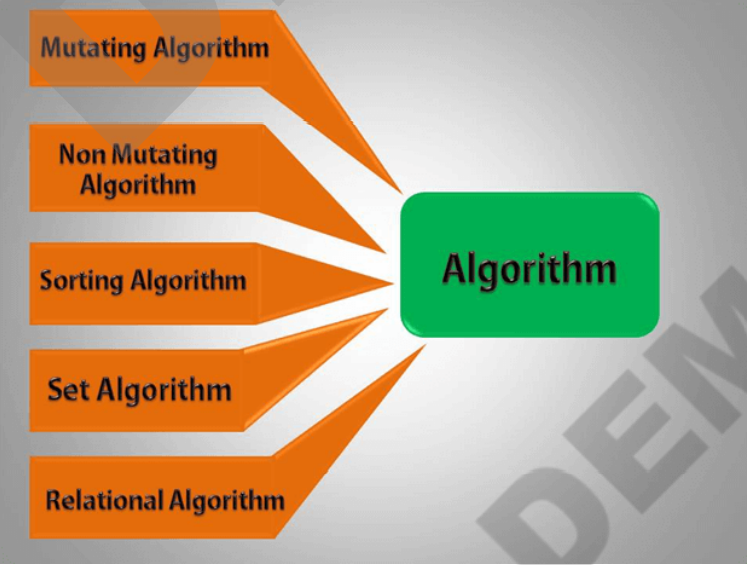 Mutating Algorithm
Non Mutating
Algorithm
Sorting Algorithm
Set Algorithm
Relational Algorithm
Algorithm
DEM